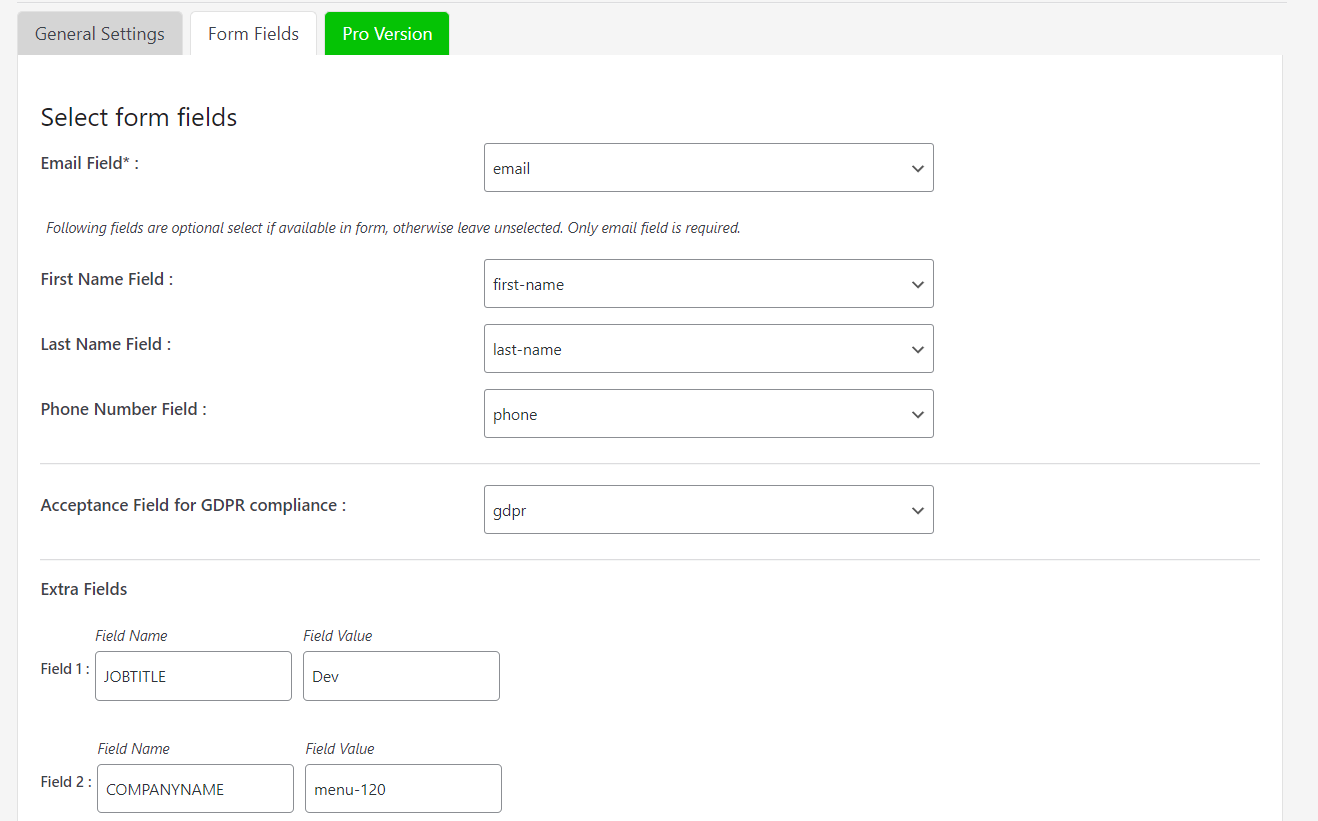 General Settings Form Fields Pro Version
Select form fields
Email Field* : email
Following fields are optional select if available in form, otherwise leave unselected. Only email field is required.
First Name Field : first-name
Last Name Field : last-name
Phone Number Field : phone
Acceptance Field for GDPR compliance : gdpr
Extra Fields
Field Name Field Value
Field 1 : JOBTITLE Dev
Field Name Field Value
Field 2 : COMPANYNAME menu-120